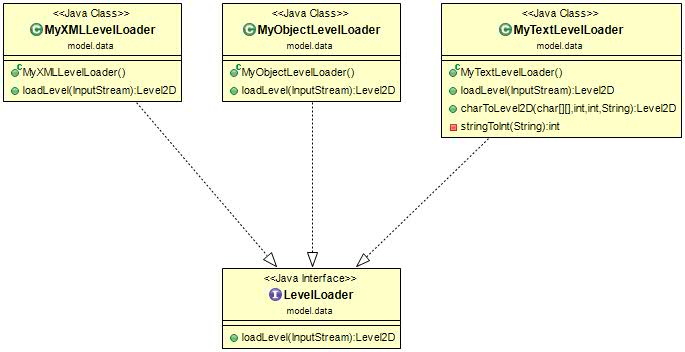 <<Java Class>>
MyXMLLevelLoader
model.data
MyXMLLevelLoader()
loadLevel(InputStream):Level2D
<<Java Class>>
MyObjectLevelLoader
model.data
MyObjectLevelLoader()
loadLevel(InputStream):Level2D
<<Java Class>>
MyTextLevelLoader
model.data
MyTextLevelLoader()
loadLevel(InputStream):Level2D
charToLevel2D(char[][],int,int,String):Level2D
stringToInt(String):int
<<Java Interface>>
LevelLoader
model.data
loadLevel(InputStream):Level2D